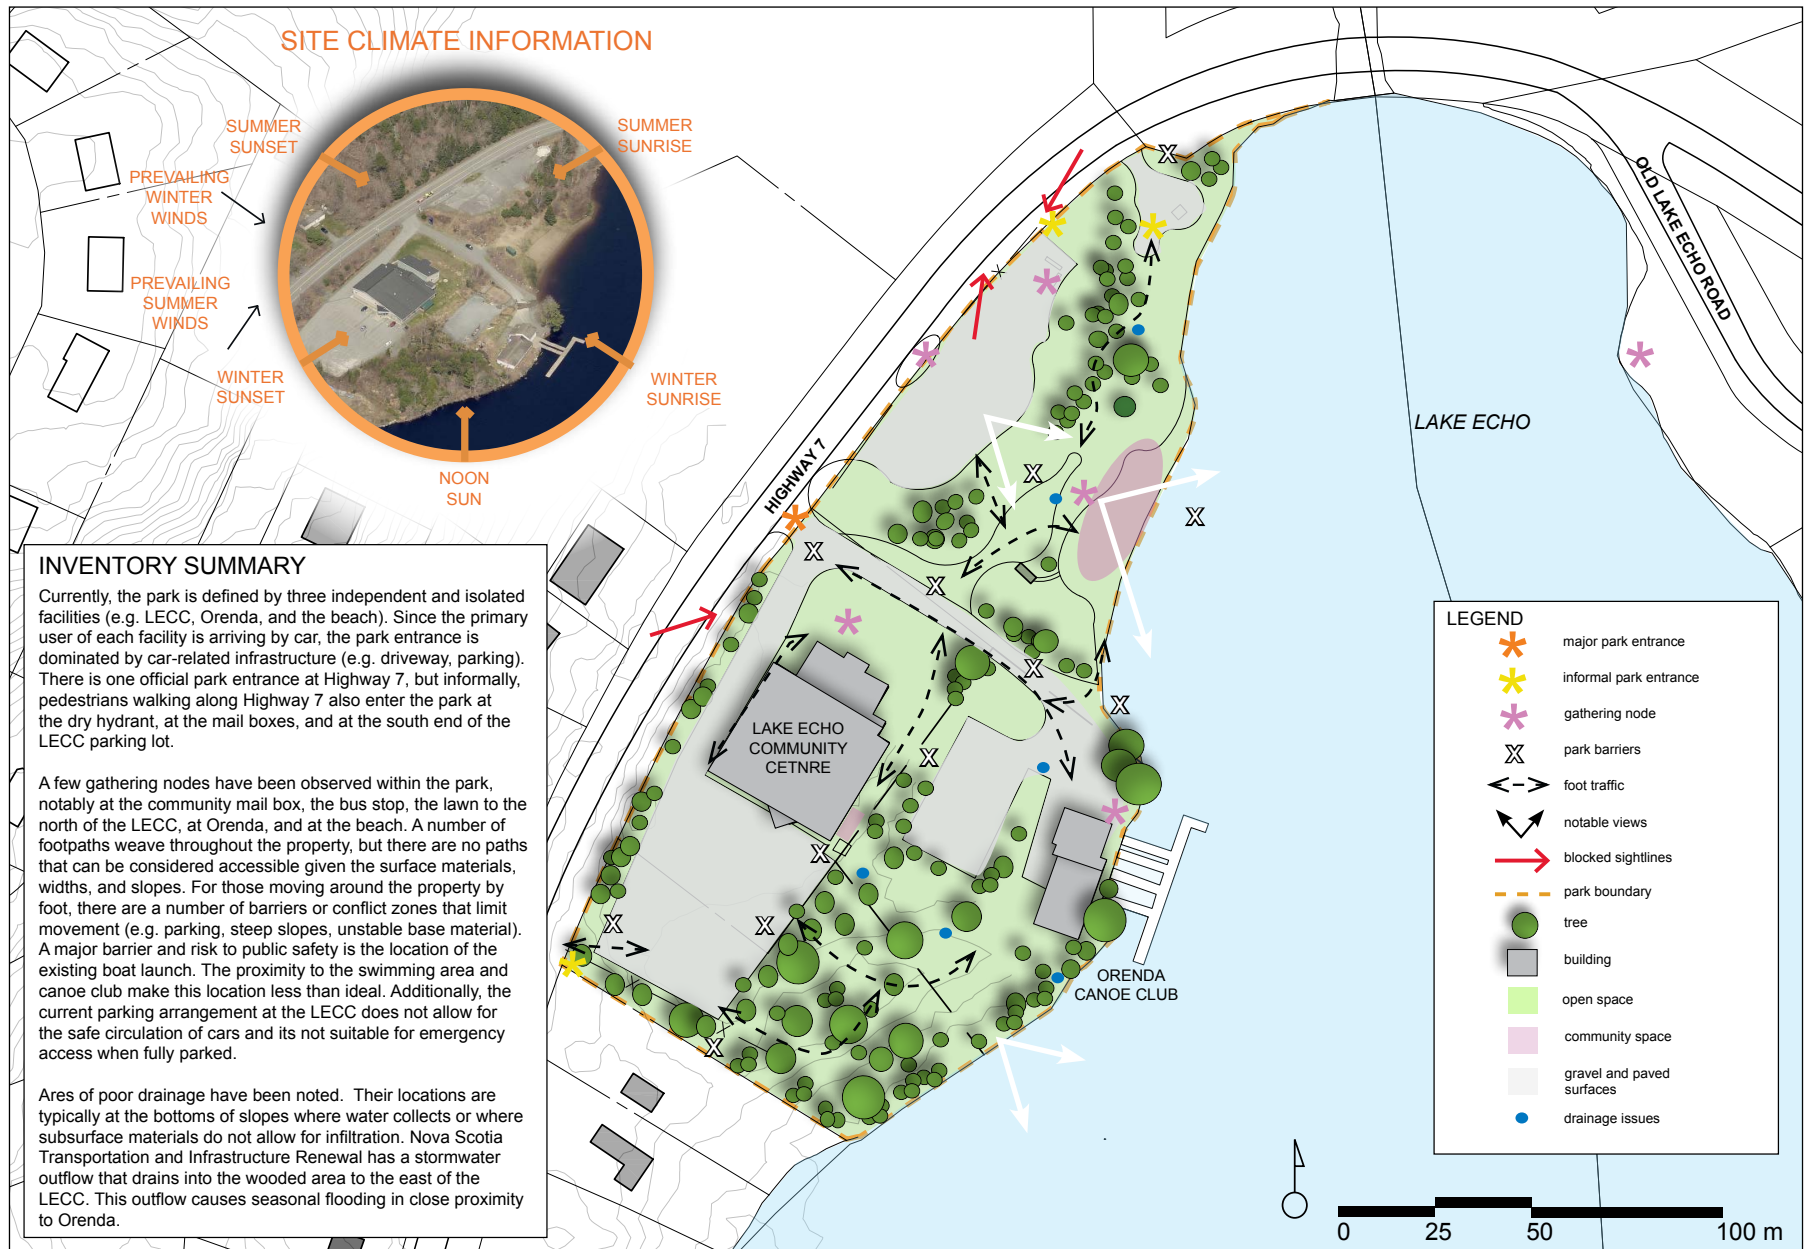 SITE CLIMATE INFORMATION
SUMMER
SUNSET
SUMMER
SUNRISE
PREVAILING
WINTER
WINDS
PREVAILING
SUMMER
WINDS
WINTER
SUNSET
WINTER
SUNRISE
NOON
SUN
HIGHWAY 7
OLD LAKE ECHO ROAD
LAKE ECHO
LAKE ECHO
COMMUNITY
CETNRE
ORENDA
CANOE CLUB
INVENTORY SUMMARY
Currently, the park is defined by three independent and isolated
facilities (e.g. LECC, Orenda, and the beach). Since the primary
user of each facility is arriving by car, the park entrance is
dominated by car-related infrastructure (e.g. driveway, parking).
There is one official park entrance at Highway 7, but informally,
pedestrians walking along Highway 7 also enter the park at
the dry hydrant, at the mail boxes, and at the south end of the
LECC parking lot.
A few gathering nodes have been observed within the park,
notably at the community mail box, the bus stop, the lawn to the
north of the LECC, at Orenda, and at the beach. A number of
footpaths weave throughout the property, but there are no paths
that can be considered accessible given the surface materials,
widths, and slopes. For those moving around the property by
foot, there are a number of barriers or conflict zones that limit
movement (e.g. parking, steep slopes, unstable base material).
A major barrier and risk to public safety is the location of the
existing boat launch. The proximity to the swimming area and
canoe club make this location less than ideal. Additionally, the
current parking arrangement at the LECC does not allow for
the safe circulation of cars and its not suitable for emergency
access when fully parked.
Ares of poor drainage have been noted.  Their locations are
typically at the bottoms of slopes where water collects or where
subsurface materials do not allow for infiltration. Nova Scotia
Transportation and Infrastructure Renewal has a stormwater
outflow that drains into the wooded area to the east of the
LECC. This outflow causes seasonal flooding in close proximity
to Orenda.
LEGEND
major park entrance
informal park entrance
gathering node
X park barriers
foot traffic
notable views
blocked sightlines
park boundary
tree
building
open space
community space
gravel and paved
surfaces
drainage issues
0 25 50 100 m